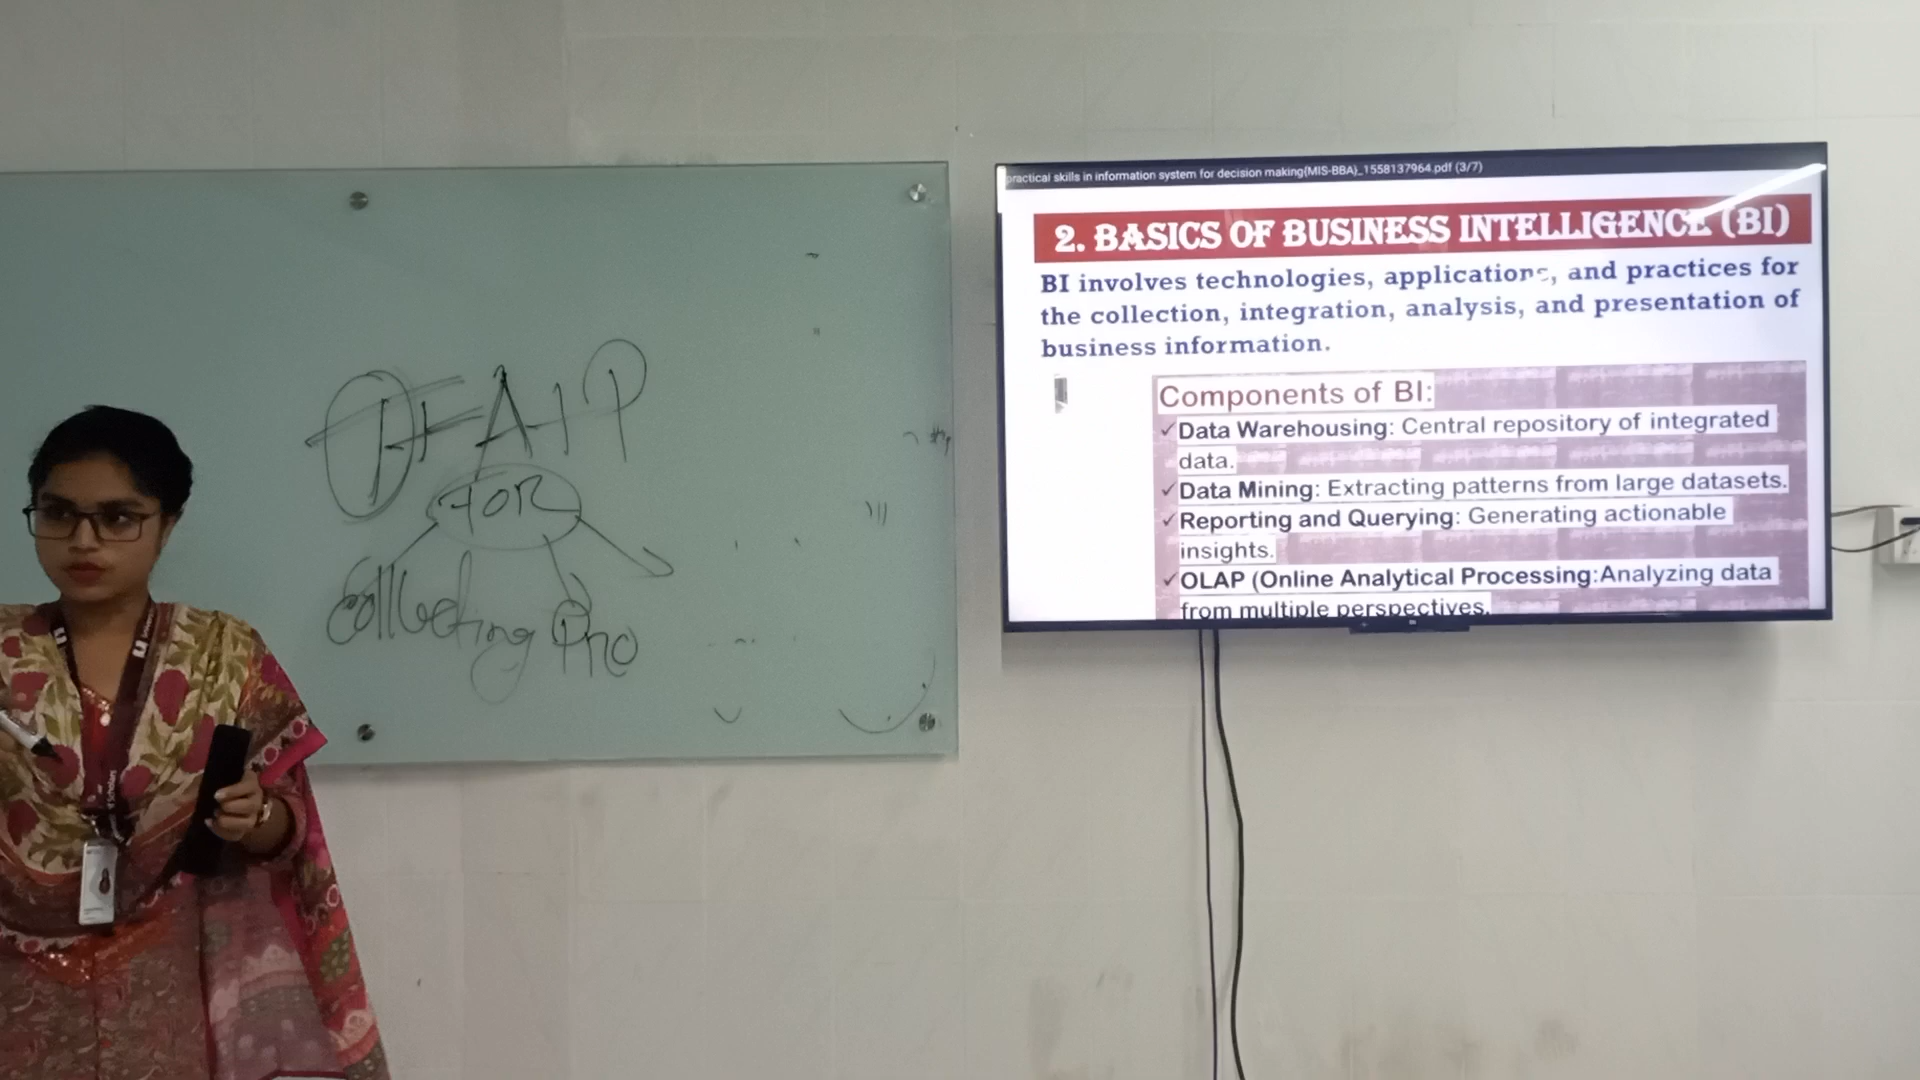 FOR
Collecting Pro
practical skills in information system for decision making(MIS-BBA)_1558137964.pdf (3/7)
2. BASICS OF BUSINESS INTELLIGENCE (BI)
BI involves technologies, applications, and practices for
the collection, integration, analysis, and presentation of
business information.
Components of BI:
✓Data Warehousing: Central repository of integrated
data.
✓Data Mining: Extracting patterns from large datasets.
✓Reporting and Querying: Generating actionable
insights.
✓OLAP (Online Analytical Processing:Analyzing data
from multiple perspectives.